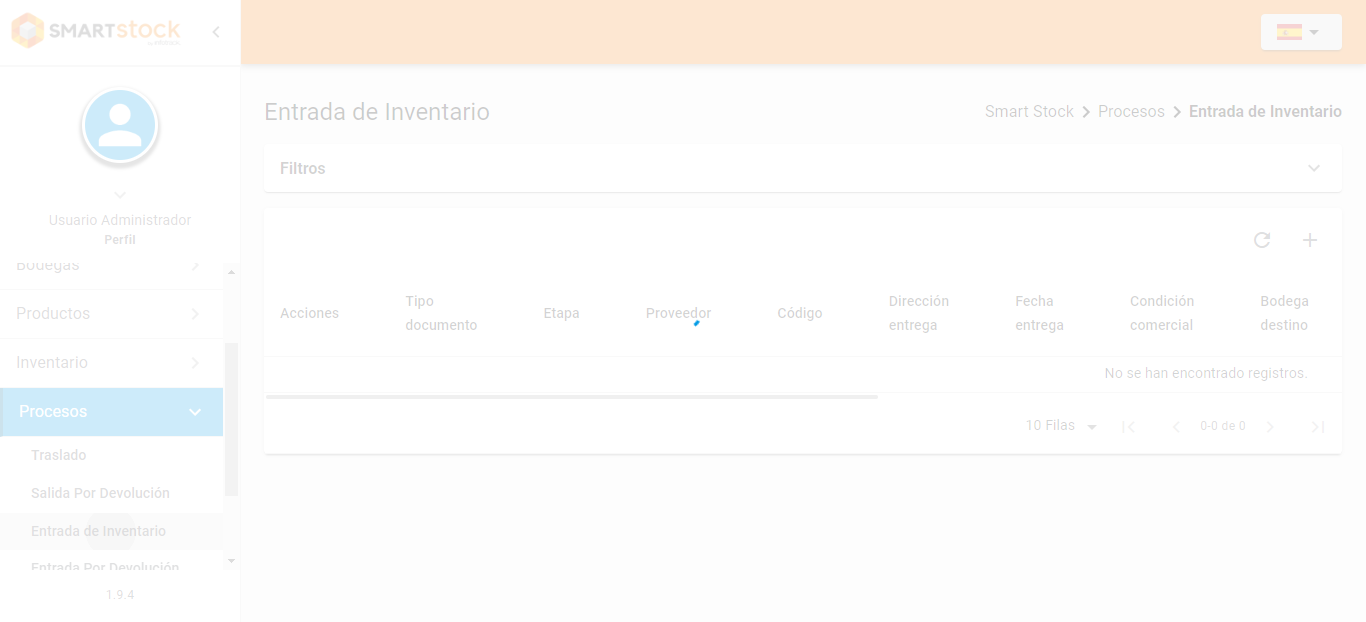 SMARTstock
Usuario Administrador
Perfil
Bodegas
Productos
Inventario
Procesos
Traslado
Salida Por Devolución
Entrada de Inventario
Entrada Por Devolución
1.9.4
Entrada de Inventario
Smart Stock Procesos Entrada de Inventario
Filtros
Acciones
Tipo
documento
Etapa
Proveedor
Código
Dirección
entrega
Fecha
entrega
Condición
comercial
Bodega
destino
No se han encontrado registros.
10 Filas
0-0 de 0